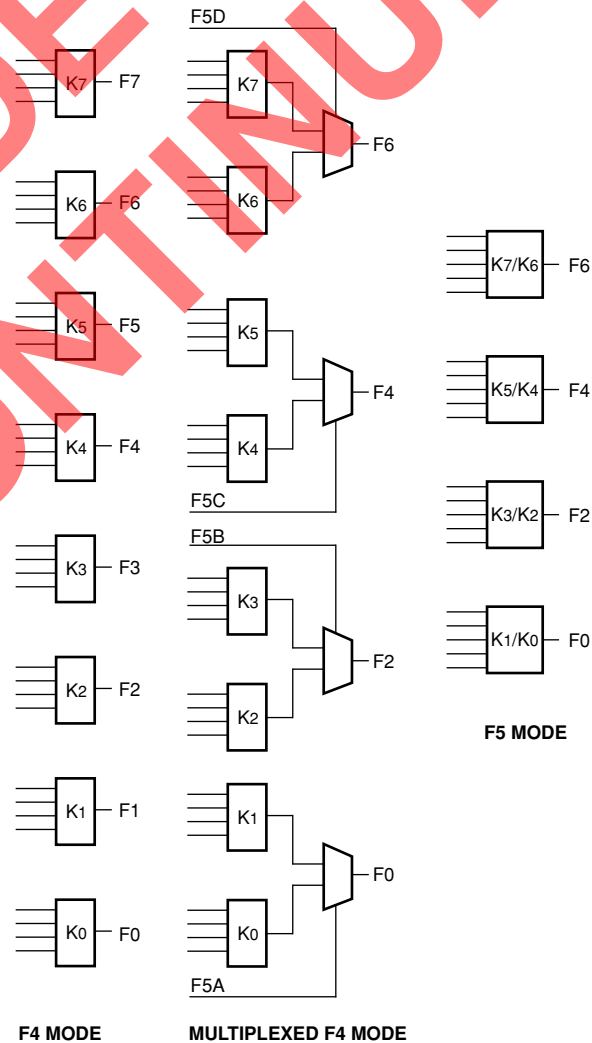 F5D
K7 F7
K7
F6
K6 F6
K6
K5 F5
K5
F4
K4 F4
K4
F5C
F5B
K3 F3
K3
F2
K2 F2
K2
K1 F1
K1
F0
K0 F0
K0
F5A
F4 MODE
MULTIPLEXED F4 MODE
K7/K6 F6
K5/K4 F4
K3/K2 F2
K1/K0 F0
F5 MODE